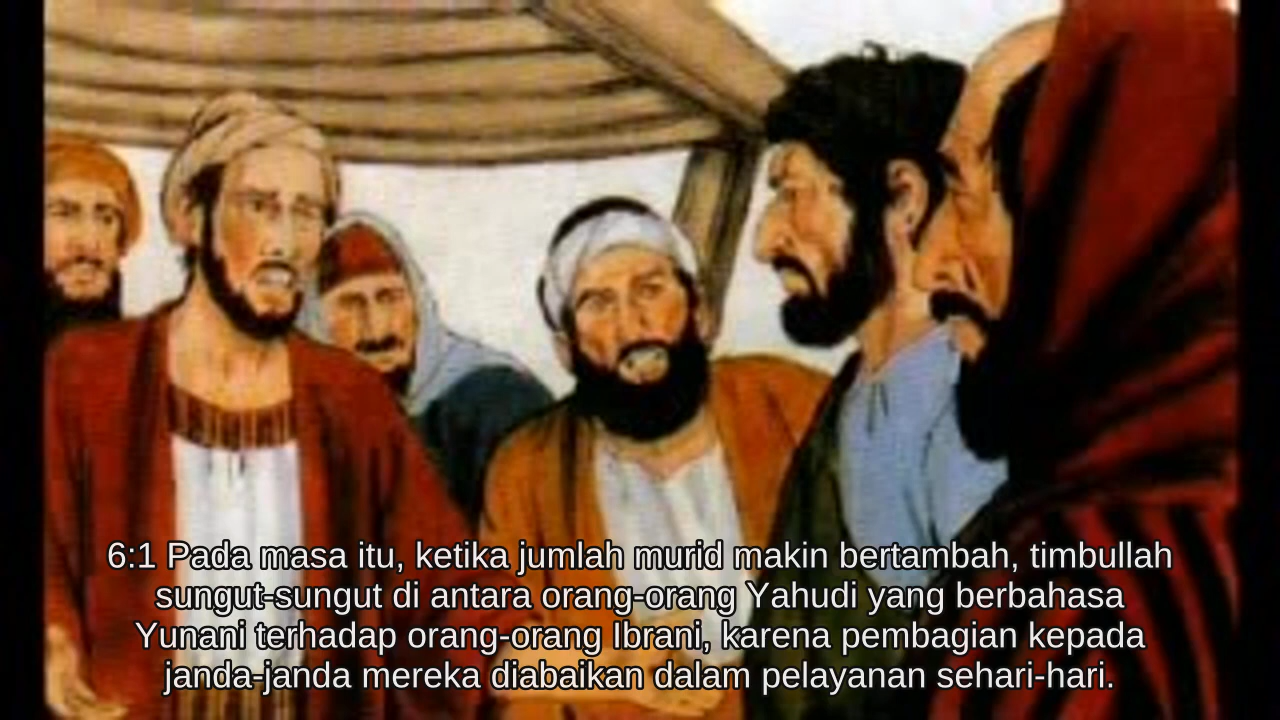 6:1 Pada masa itu, ketika jumlah murid makin bertambah, timbullah
sungut-sungut di antara orang-orang Yahudi yang berbahasa
Yunani terhadap orang-orang Ibrani, karena pembagian kepada
janda-janda mereka diabaikan dalam pelayanan sehari-hari.